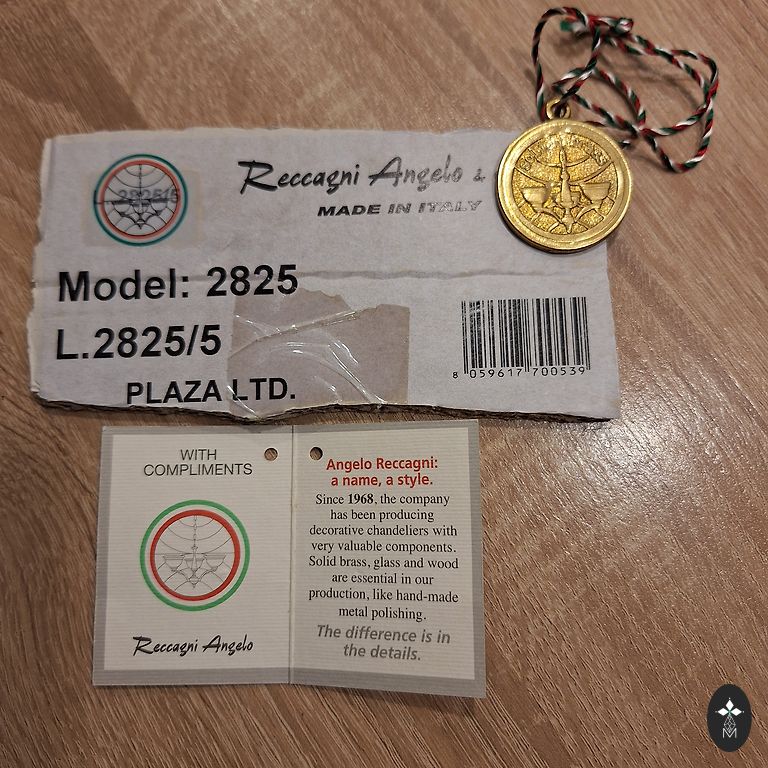 L.2825/5
Reccagni Angelo &
MADE IN ITALY
Model: 2825
L.2825/5
PLAZA LTD.
8 059617 700539
WITH
COMPLIMENTS
Reccagni Angelo
Angelo Reccagni:
a name, a style.
Since 1968, the company
has been producing
decorative chandeliers with
very valuable components.
Solid brass, glass and wood
are essential in our
production, like hand-made
metal polishing.
The difference is in
the details.
M